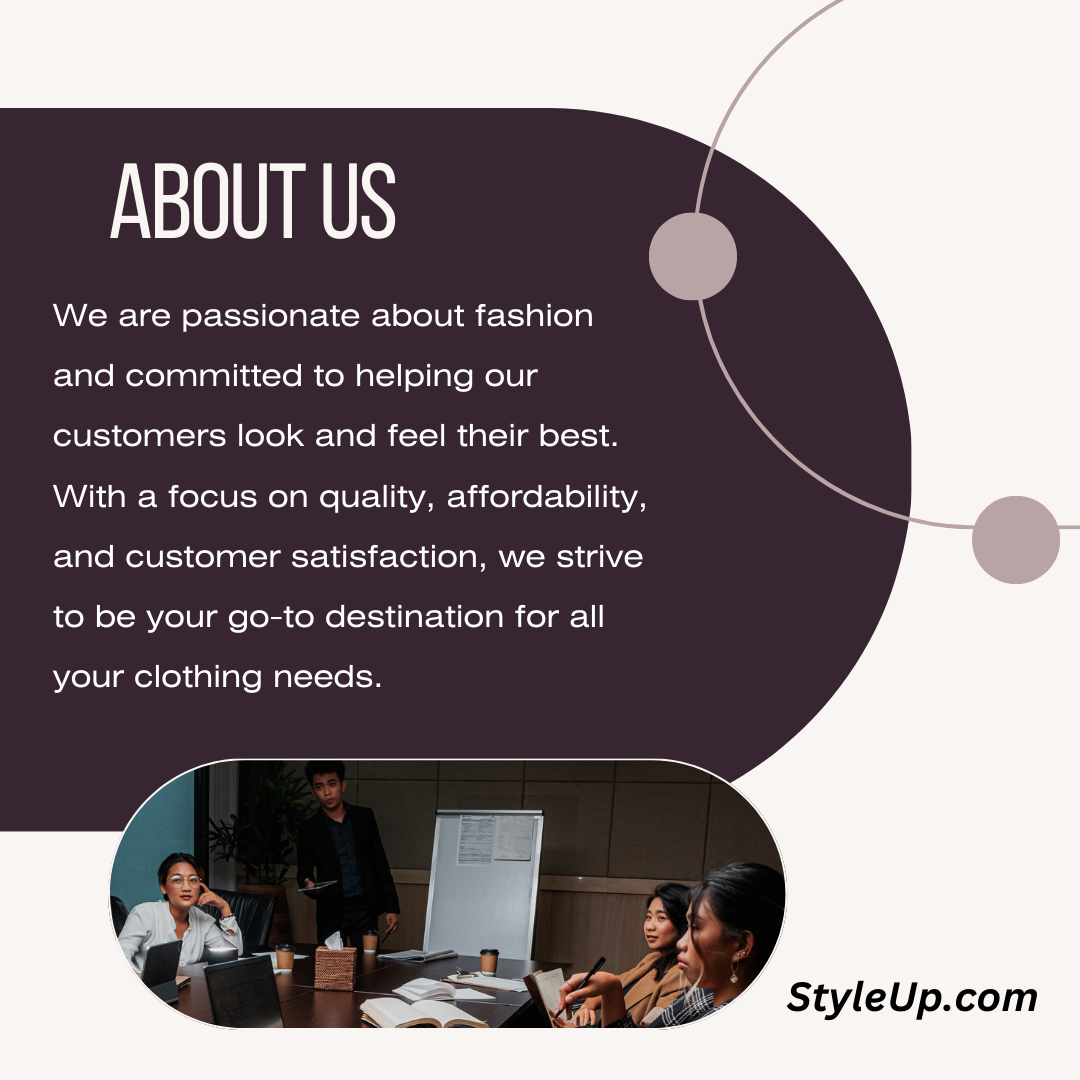 ABOUT US
We are passionate about fashion
and committed to helping our
customers look and feel their best.
With a focus on quality, affordability,
and customer satisfaction, we strive
to be your go-to destination for all
your clothing needs.
StyleUp.com